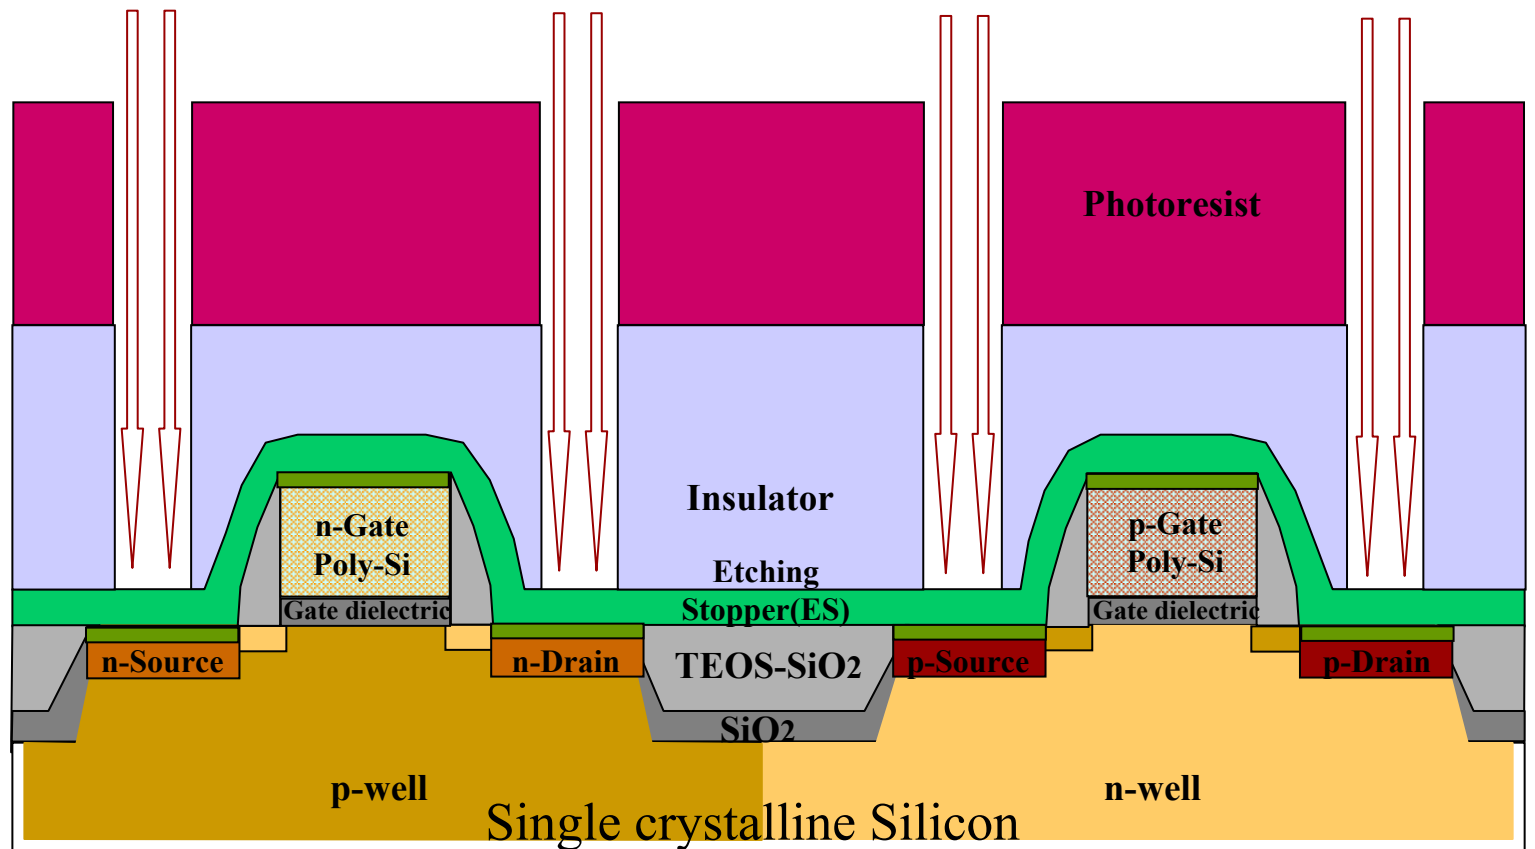 Photoresist
Insulator
n-Gate
Poly-Si
p-Gate
Poly-Si
Etching
Stopper(ES)
Gate dielectric
Gate dielectric
n-Source
n-Drain
TEOS-SiO2
p-Source
p-Drain
SiO2
p-well
n-well
Single crystalline Silicon